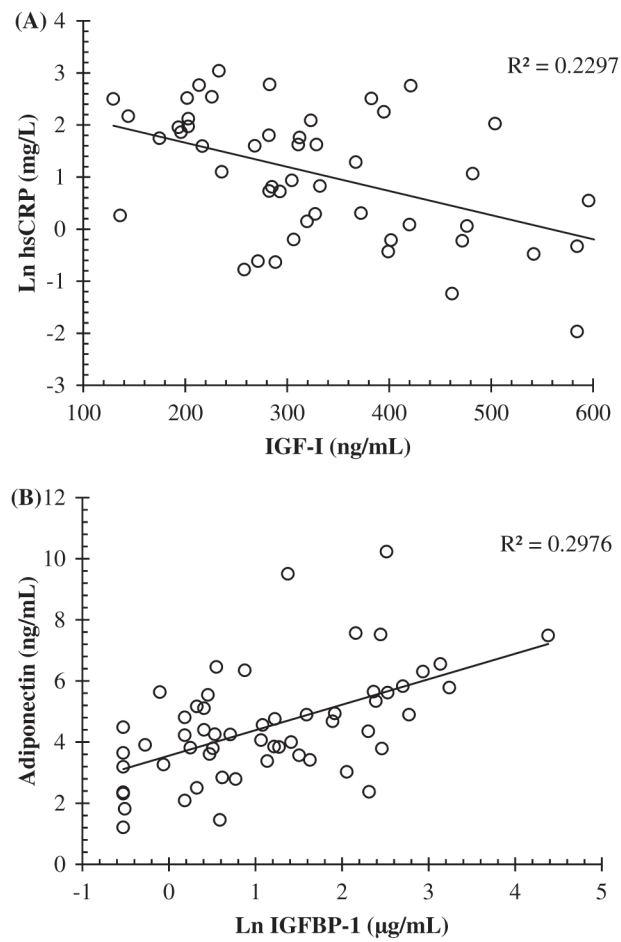 (A)
4
3
2
1
0
-1
-2
-3
R² = 0.2297
Ln hsCRP (mg/L)
100 200 300 400 500 600
IGF-I (ng/mL)
(B)
12
10
8
6
4
2
0
R² = 0.2976
Adiponectin (ng/mL)
-1 0 1 2 3 4 5
Ln IGFBP-1 (µg/mL)